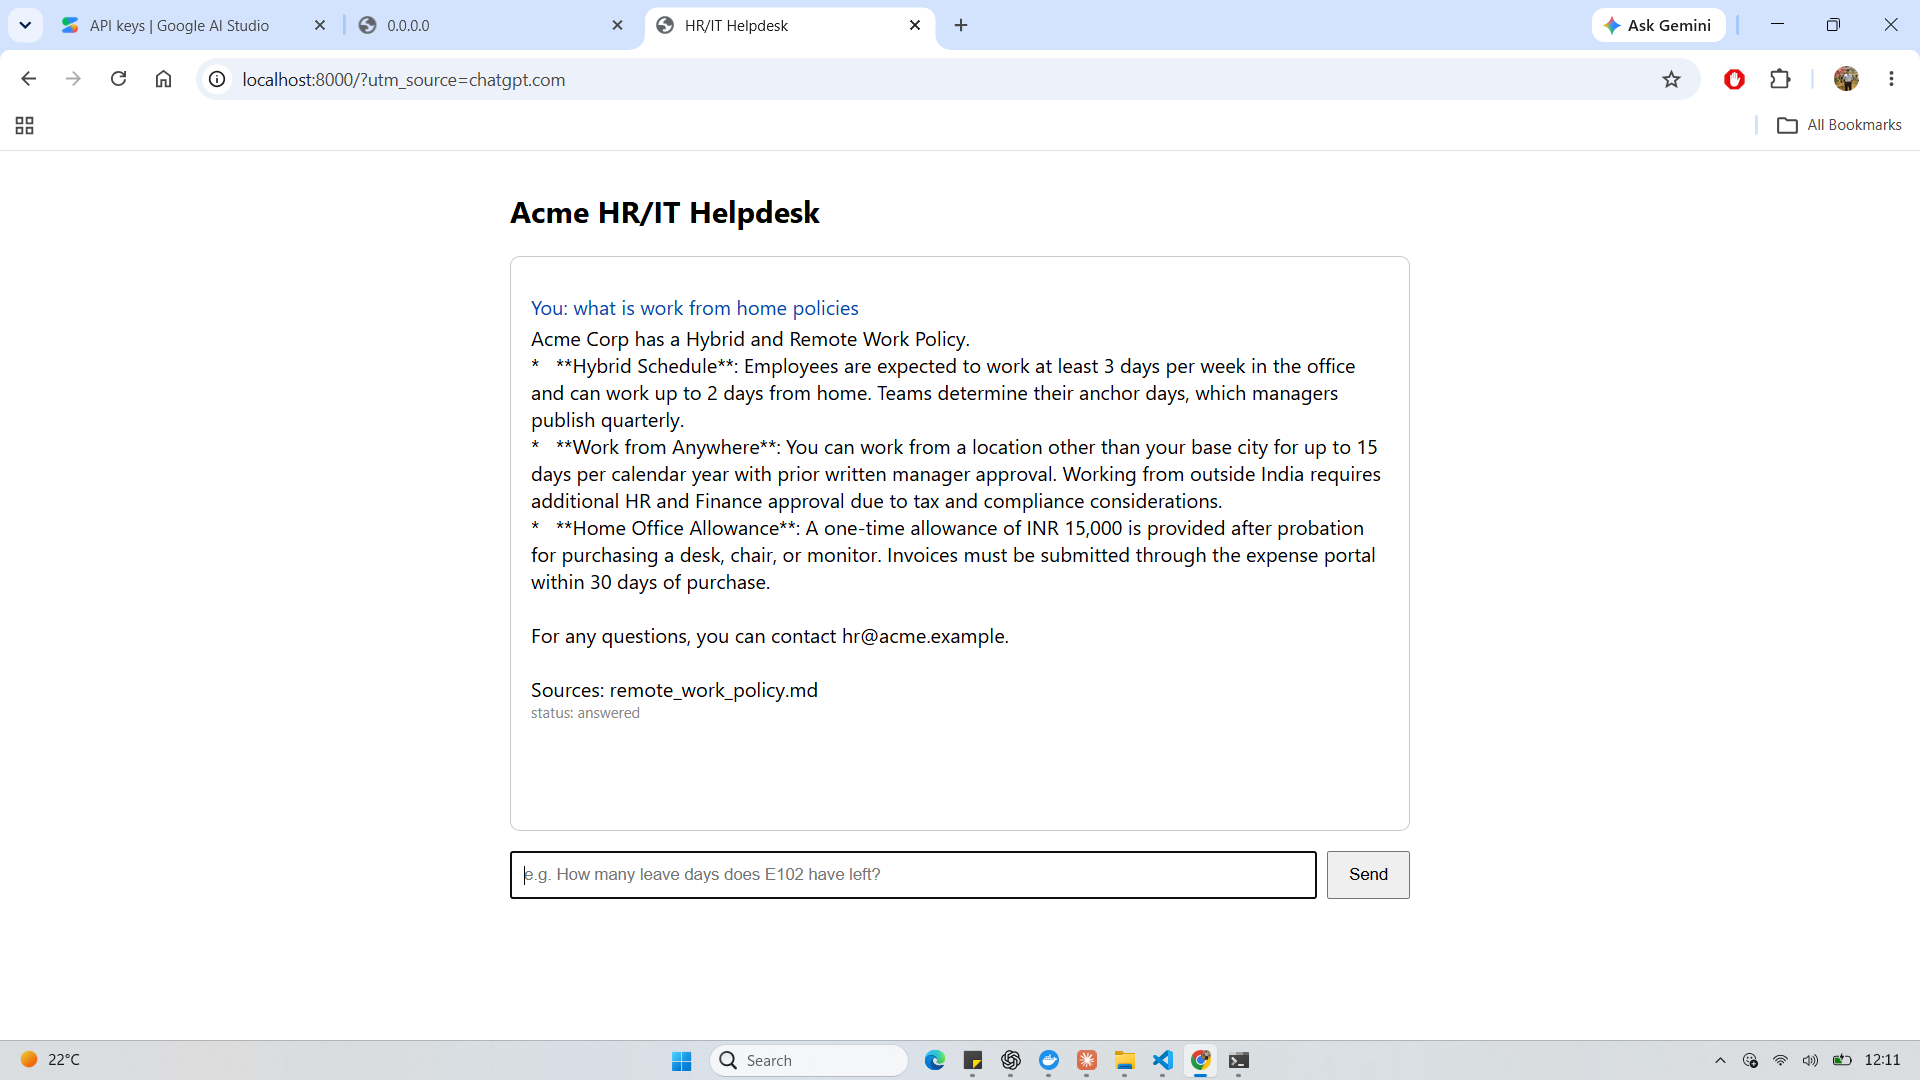 API keys | Google AI Studio
0.0.0.0
HR/IT Helpdesk
Ask Gemini
localhost:8000/?utm_source=chatgpt.com
All Bookmarks
Acme HR/IT Helpdesk
You: what is work from home policies
Acme Corp has a Hybrid and Remote Work Policy.
*   **Hybrid Schedule**: Employees are expected to work at least 3 days per week in the office
and can work up to 2 days from home. Teams determine their anchor days, which managers
publish quarterly.
*   **Work from Anywhere**: You can work from a location other than your base city for up to 15
days per calendar year with prior written manager approval. Working from outside India requires
additional HR and Finance approval due to tax and compliance considerations.
*   **Home Office Allowance**: A one-time allowance of INR 15,000 is provided after probation
for purchasing a desk, chair, or monitor. Invoices must be submitted through the expense portal
within 30 days of purchase.
For any questions, you can contact hr@acme.example.
Sources: remote_work_policy.md
status: answered
e.g. How many leave days does E102 have left?
Send
22°C
Search
12:11